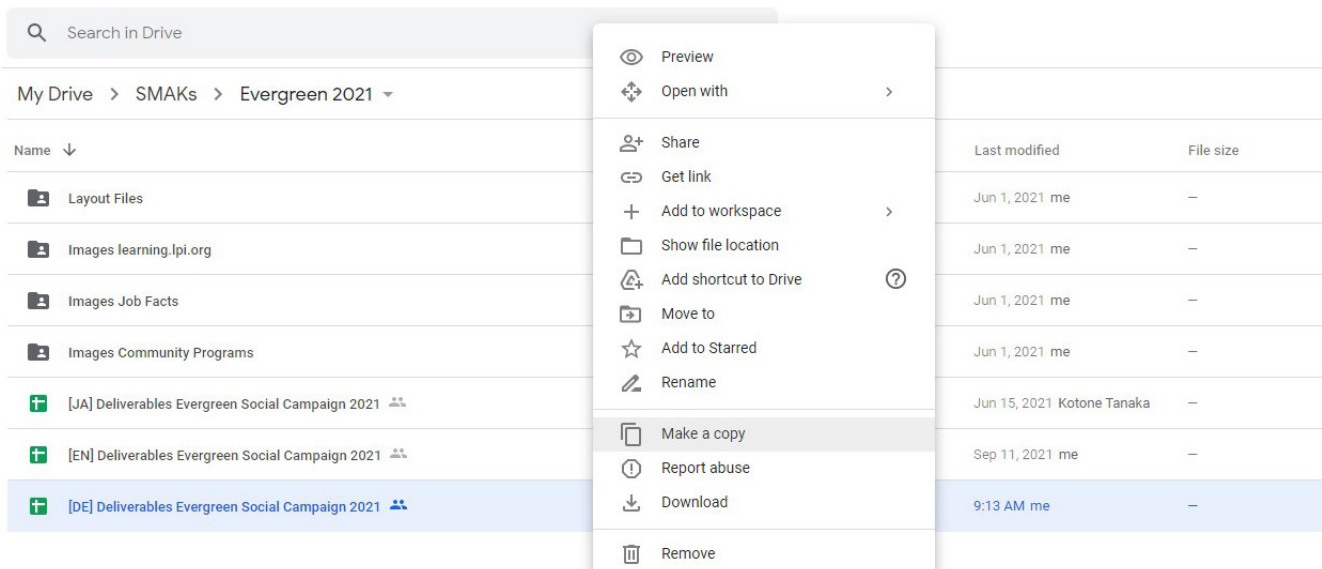 Search in Drive
My Drive > SMAKs > Evergreen 2021
Name
Last modified
File size
Layout Files
Jun 1, 2021 me
–
Images learning.lpi.org
Jun 1, 2021 me
–
Images Job Facts
Jun 1, 2021 me
–
Images Community Programs
Jun 1, 2021 me
–
[JA] Deliverables Evergreen Social Campaign 2021
Jun 15, 2021 Kotone Tanaka
–
[EN] Deliverables Evergreen Social Campaign 2021
Sep 11, 2021 me
–
[DE] Deliverables Evergreen Social Campaign 2021
9:13 AM me
–
Preview
Open with
Share
Get link
Add to workspace
Show file location
Add shortcut to Drive
Move to
Add to Starred
Rename
Make a copy
Report abuse
Download
Remove